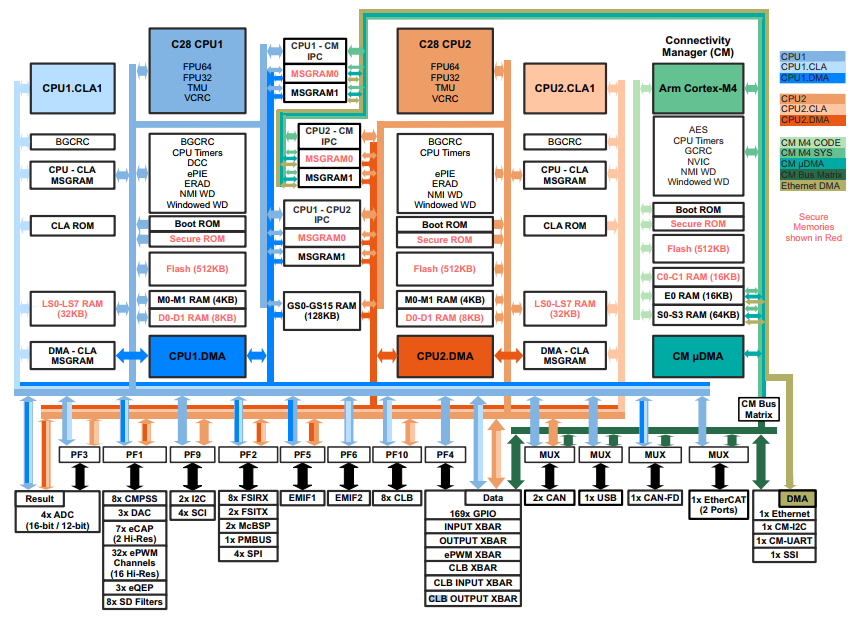 C28 CPU1
FPU64
FPU32
TMU
VCRC
CPU1 - CM
IPC
MSGRAM0
MSGRAM1
C28 CPU2
FPU64
FPU32
TMU
VCRC
Connectivity
Manager (CM)
CPU1
CPU1.CLA
CPU1.DMA
CPU2
CPU2.CLA
CPU2.DMA
CM M4 CODE
CM M4 SYS
CM µDMA
CM Bus Matrix
Ethernet DMA
Secure
Memories
shown in Red
CPU1.CLA1
BGCRC
CPU - CLA
MSGRAM
CLA ROM
LS0-LS7 RAM
(32KB)
DMA - CLA
MSGRAM
BGCRC
CPU Timers
DCC
ePIE
ERAD
NMI WD
Windowed WD
Boot ROM
Secure ROM
Flash (512KB)
M0-M1 RAM (4KB)
D0-D1 RAM (8KB)
CPU1.DMA
CPU2 - CM
IPC
MSGRAM0
MSGRAM1
CPU1 - CPU2
IPC
MSGRAM0
MSGRAM1
GS0-GS15 RAM
(128KB)
BGCRC
CPU Timers
ePIE
ERAD
NMI WD
Windowed WD
Boot ROM
Secure ROM
Flash (512KB)
M0-M1 RAM (4KB)
D0-D1 RAM (8KB)
CPU2.DMA
CPU2.CLA1
BGCRC
CPU - CLA
MSGRAM
CLA ROM
LS0-LS7 RAM
(32KB)
DMA - CLA
MSGRAM
Arm Cortex-M4
AES
CPU Timers
GCRC
NVIC
NMI WD
Windowed WD
Boot ROM
Secure ROM
Flash (512KB)
C0-C1 RAM (16KB)
E0 RAM (16KB)
S0-S3 RAM (64KB)
CM µDMA
CM Bus
Matrix
PF3
PF1
PF9
PF2
PF5
PF6
PF10
PF4
MUX
MUX
MUX
MUX
Result
4x ADC
(16-bit / 12-bit)
8x CMPSS
3x DAC
7x eCAP
(2 Hi-Res)
32x ePWM
Channels
(16 Hi-Res)
3x eQEP
8x SD Filters
2x I2C
4x SCI
8x FSIRX
2x FSITX
2x McBSP
1x PMBUS
4x SPI
EMIF1
EMIF2
8x CLB
Data
169x GPIO
INPUT XBAR
OUTPUT XBAR
ePWM XBAR
CLB XBAR
CLB INPUT XBAR
CLB OUTPUT XBAR
2x CAN
1x USB
1x CAN-FD
1x EtherCAT
(2 Ports)
DMA
1x Ethernet
1x CM-I2C
1x CM-UART
1x SSI